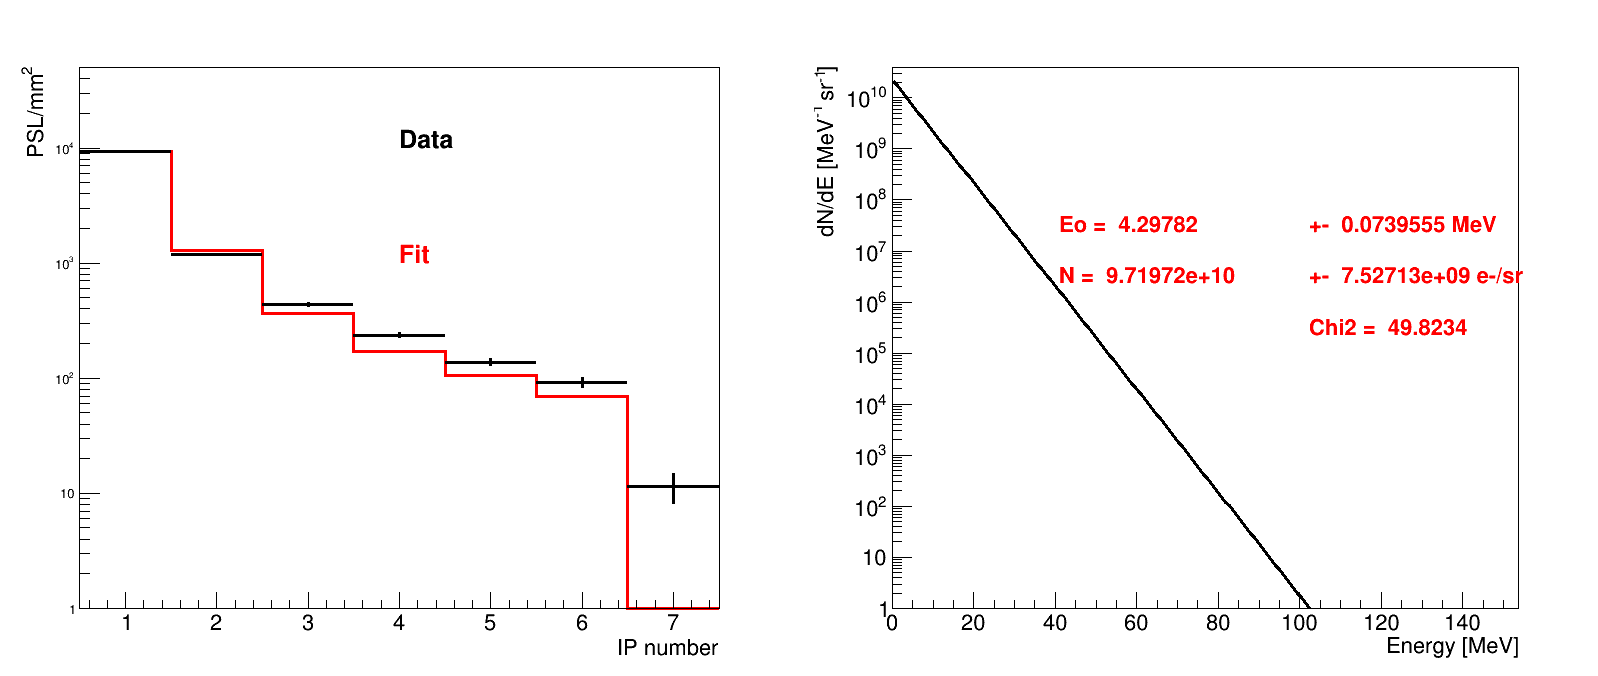 PSL/mm²
10⁴
10³
10²
10
1
Data
Fit
1 2 3 4 5 6 7
IP number
dN/dE [MeV⁻¹ sr⁻¹]
10¹⁰
10⁹
10⁸
10⁷
10⁶
10⁵
10⁴
10³
10²
10
1
Eo = 4.29782 +- 0.0739555 MeV
N = 9.71972e+10 +- 7.52713e+09 e-/sr
Chi2 = 49.8234
0 20 40 60 80 100 120 140
Energy [MeV]